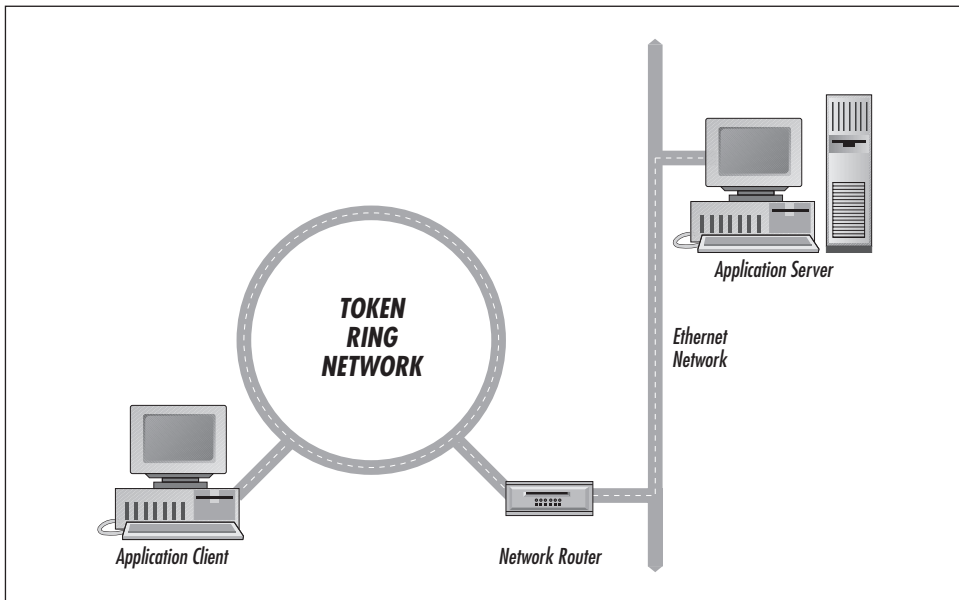 TOKEN
RING
NETWORK
Application Server
Ethernet
Network
Application Client
Network Router